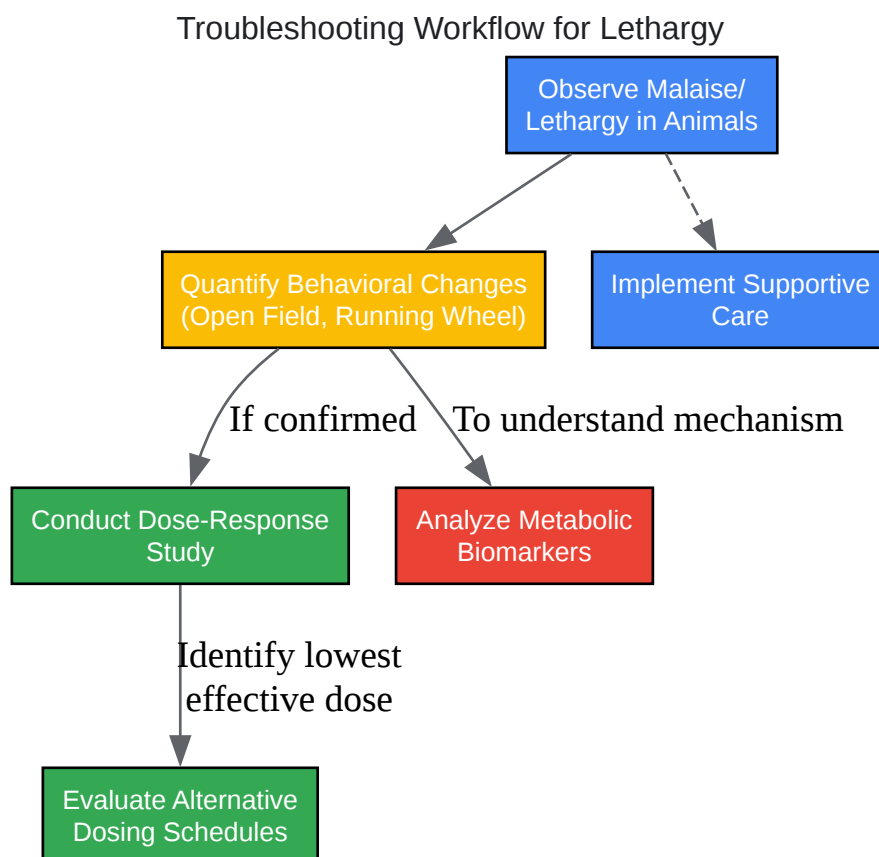 Troubleshooting Workflow for Lethargy
Observe Malaise/
Lethargy in Animals
Quantify Behavioral Changes
(Open Field, Running Wheel)
Implement Supportive
Care
If confirmed
To understand mechanism
Conduct Dose-Response
Study
Analyze Metabolic
Biomarkers
Identify lowest
effective dose
Evaluate Alternative
Dosing Schedules